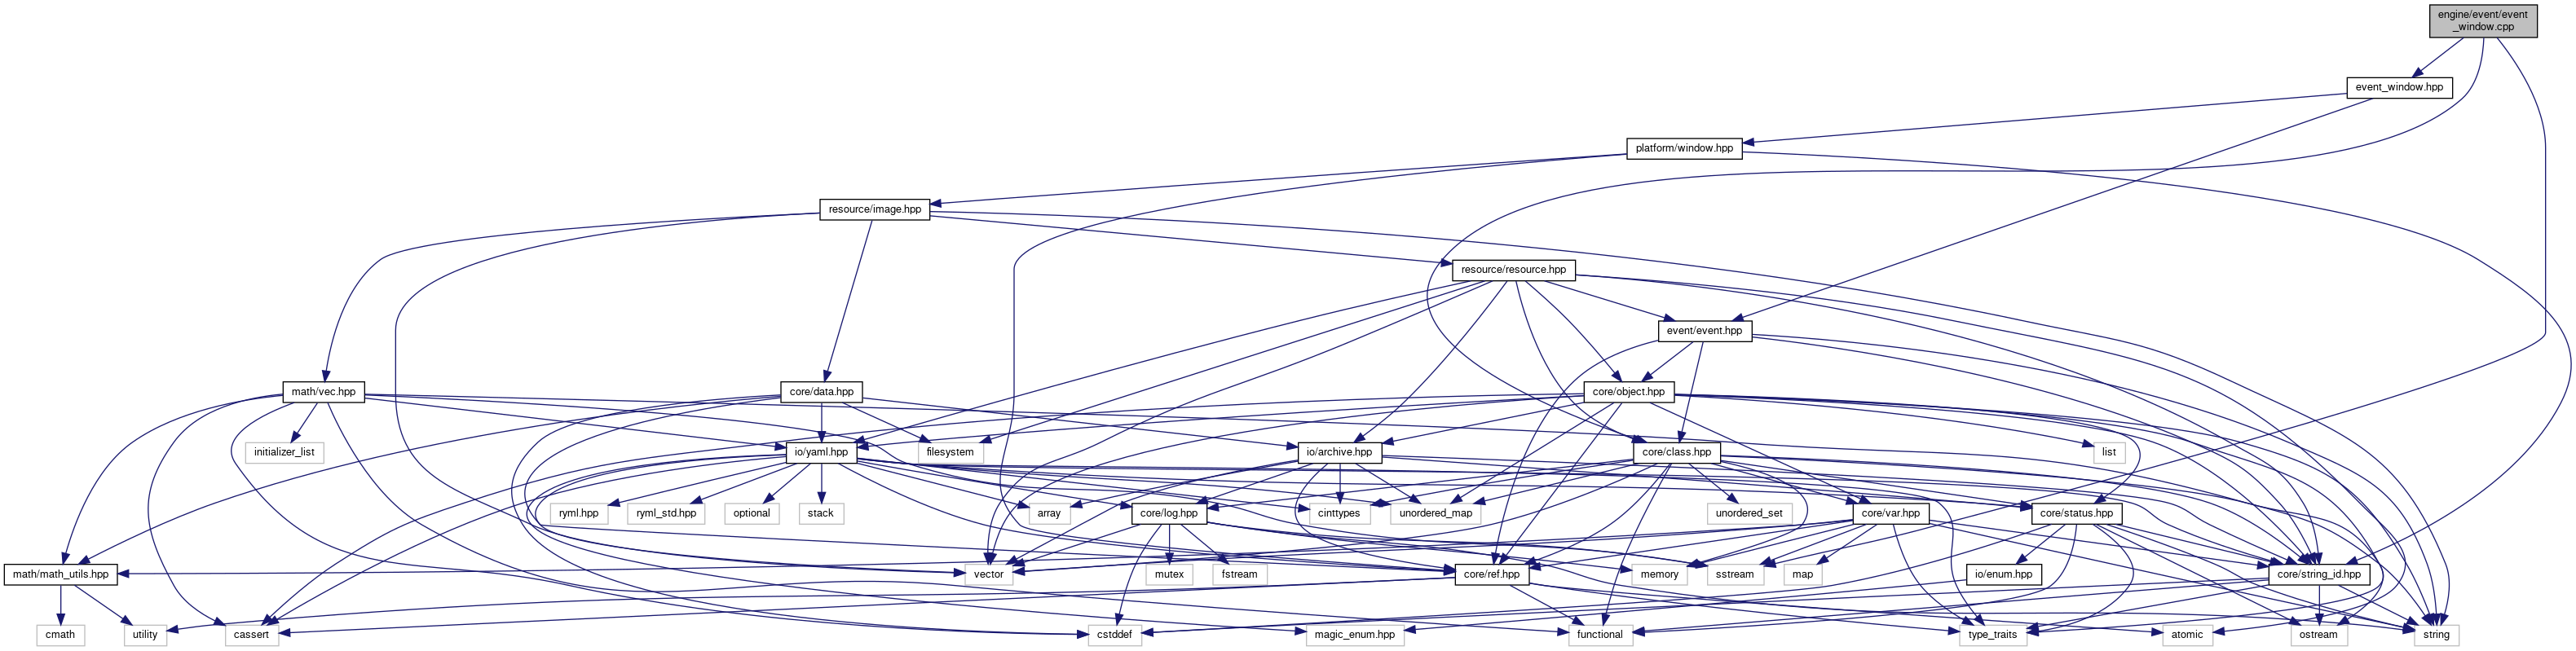 engine/event/event
_window.cpp
event_window.hpp
platform/window.hpp
resource/image.hpp
resource/resource.hpp
event/event.hpp
math/vec.hpp
core/data.hpp
core/object.hpp
initializer_list
io/yaml.hpp
filesystem
io/archive.hpp
core/class.hpp
list
ryml.hpp
ryml_std.hpp
optional
stack
array
core/log.hpp
cinttypes
unordered_map
unordered_set
core/var.hpp
core/status.hpp
math/math_utils.hpp
vector
mutex
fstream
core/ref.hpp
memory
sstream
map
io/enum.hpp
core/string_id.hpp
cmath
utility
cassert
cstddef
magic_enum.hpp
functional
type_traits
atomic
ostream
string